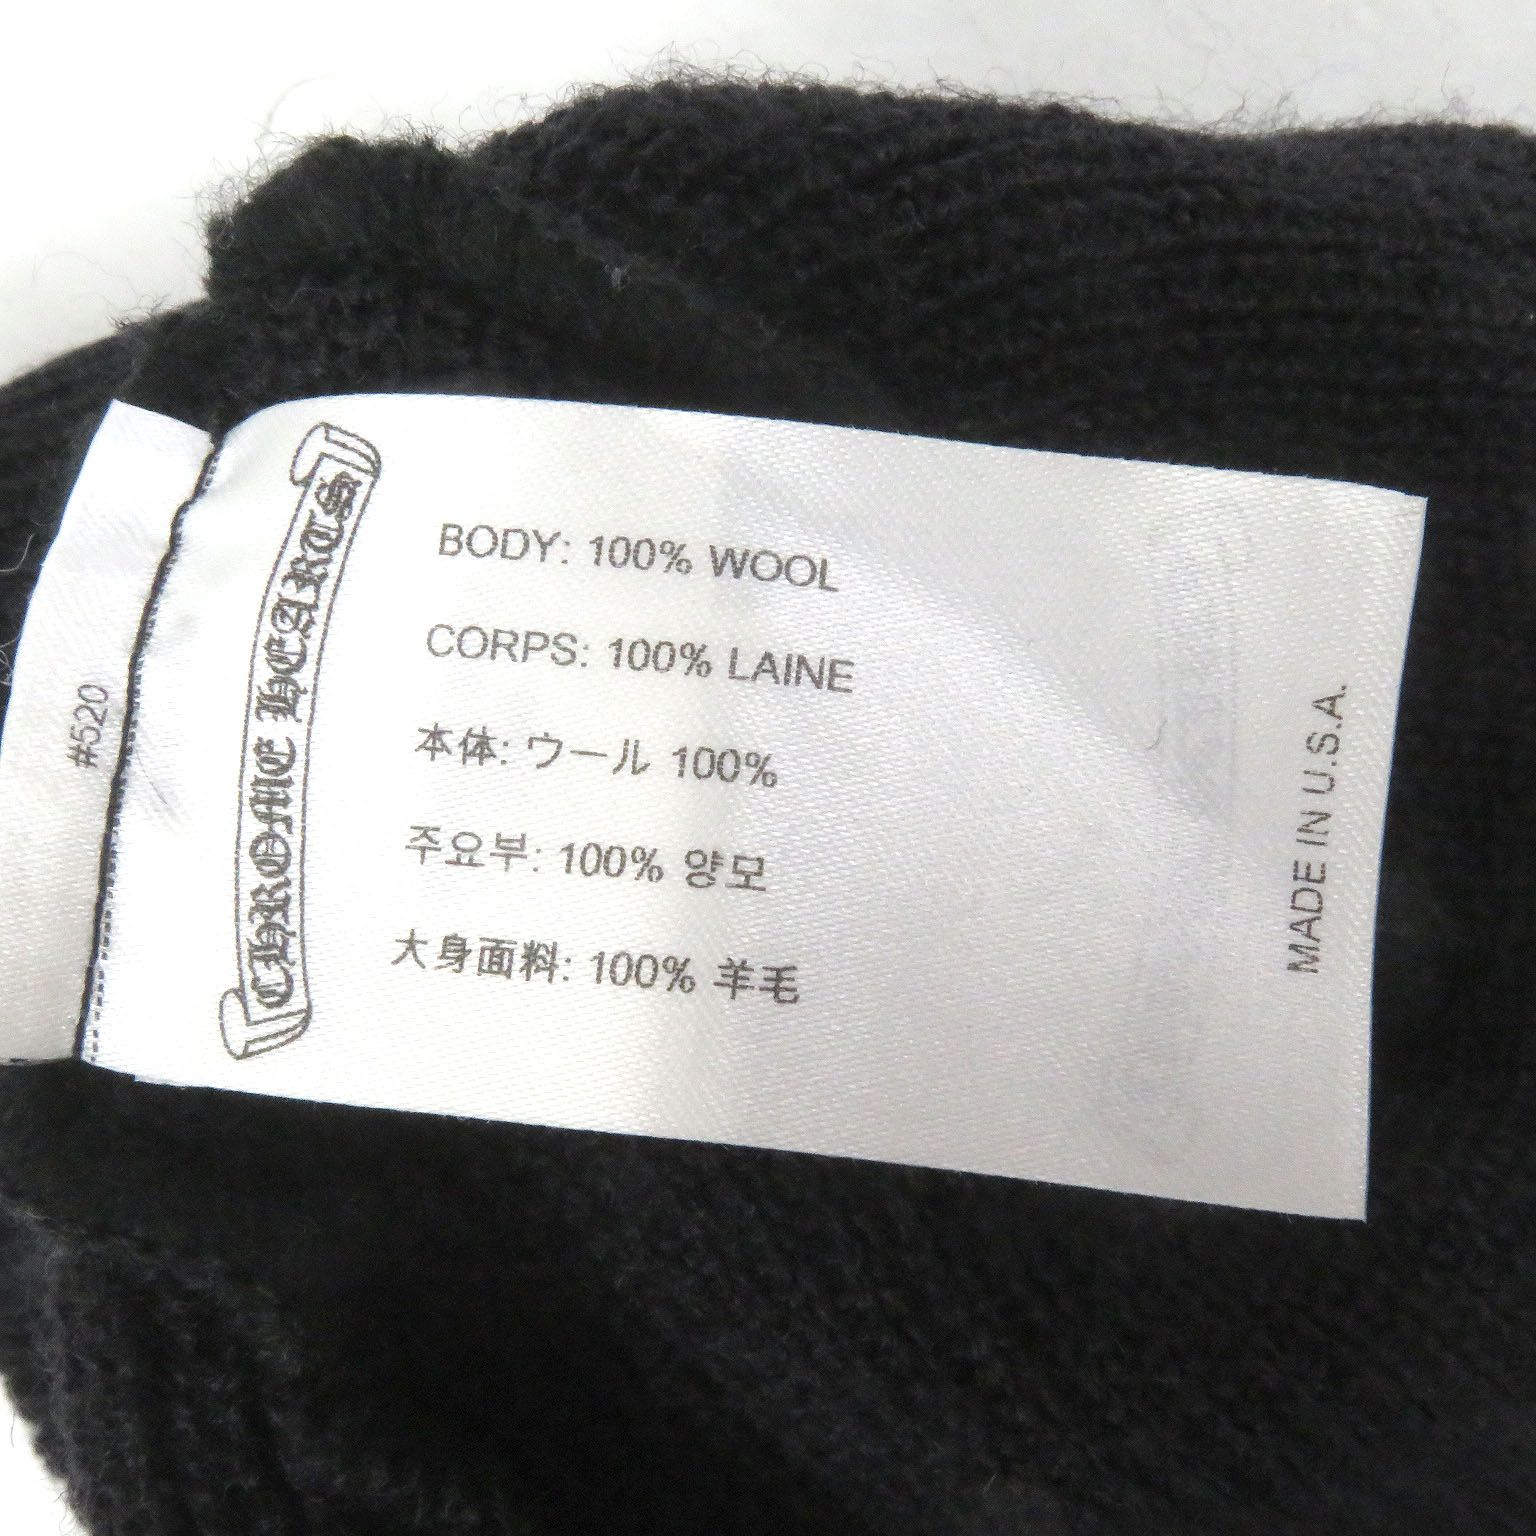 #520
CHROME HEARTS
BODY: 100% WOOL
CORPS: 100% LAINE
本体: ウール 100%
주요부: 100% 양모
大身面料: 100% 羊毛
MADE IN U.S.A.